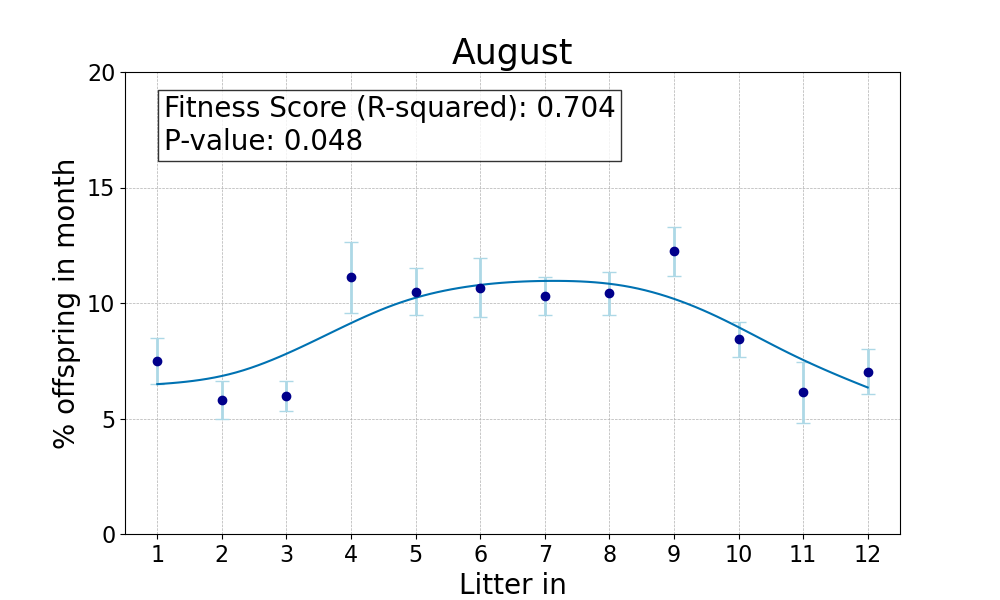 August
Fitness Score (R-squared): 0.704
P-value: 0.048
20
15
10
5
0
% offspring in month
1 2 3 4 5 6 7 8 9 10 11 12
Litter in